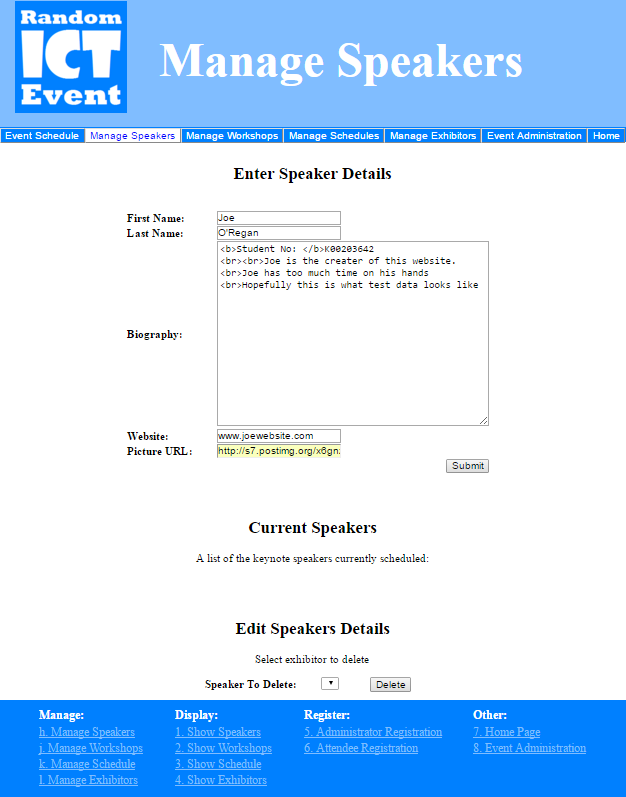 Random
ICT
Event
Manage Speakers
Event Schedule Manage Speakers Manage Workshops Manage Schedules Manage Exhibitors Event Administration Home
Enter Speaker Details
First Name: Joe
Last Name: O'Regan
<b>Student No: </b>K00203642
<br><br>Joe is the creater of this website.
<br>Joe has too much time on his hands
<br>Hopefully this is what test data looks like
Biography:
Website: www.joewebsite.com
Picture URL: http://s7.postimg.org/x6gn
Submit
Current Speakers
A list of the keynote speakers currently scheduled:
Edit Speakers Details
Select exhibitor to delete
Speaker To Delete: Delete
Manage: Display: Register: Other:
h. Manage Speakers 1. Show Speakers 5. Administrator Registration 7. Home Page
j. Manage Workshops 2. Show Workshops 6. Attendee Registration 8. Event Administration
k. Manage Schedule 3. Show Schedule
l. Manage Exhibitors 4. Show Exhibitors